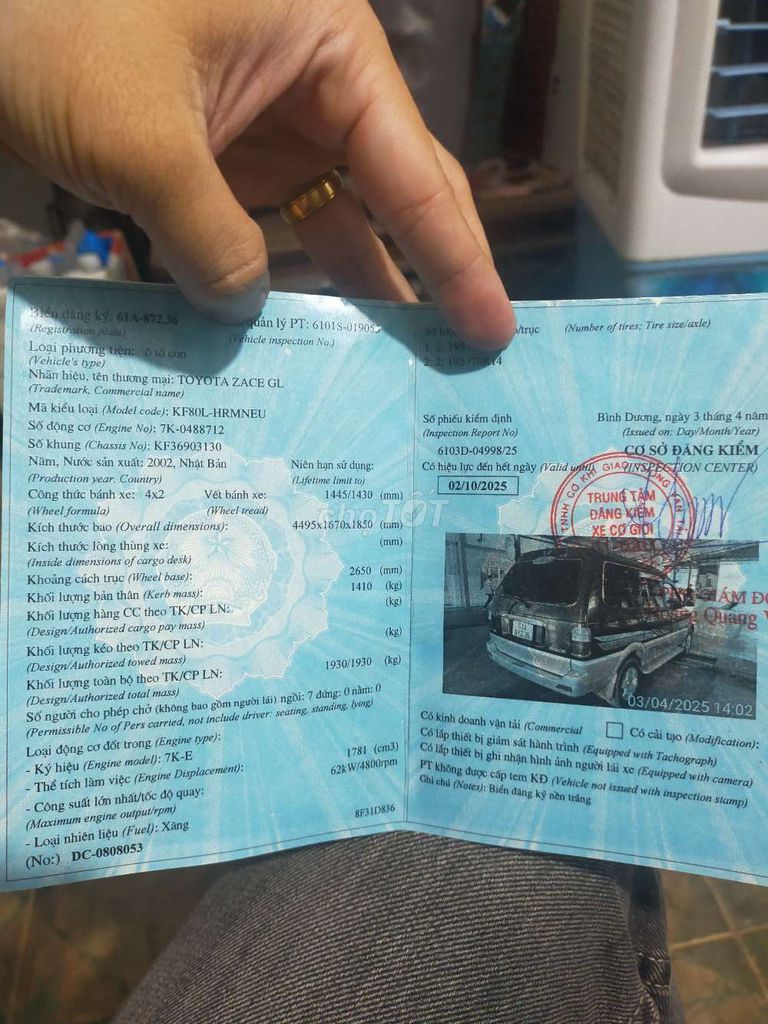 Biển đăng ký: 61A-872.36
(Registration plate)
quản lý PT: 6101S-019055
(Vehicle inspection No.)
Loại phương tiện: ô tô con
(Vehicle's type)
Nhãn hiệu, tên thương mại: TOYOTA ZACE GL
(Trademark, Commercial name)
Mã kiểu loại (Model code): KF80L-HRMNEU
Số động cơ (Engine No): 7K-0488712
Số khung (Chassis No): KF36903130
Năm, Nước sản xuất: 2002, Nhật Bản
(Production year, Country)
Niên hạn sử dụng:
(Lifetime limit to)
Công thức bánh xe: 4x2
(Wheel formula)
Vết bánh xe: 1445/1430 (mm)
(Wheel tread)
Kích thước bao (Overall dimensions): 4495x1670x1850 (mm)
Kích thước lòng thùng xe: (mm)
(Inside dimensions of cargo desk)
Khoảng cách trục (Wheel base): 2650 (mm)
Khối lượng bản thân (Kerb mass): 1410 (kg)
Khối lượng hàng CC theo TK/CP LN: (kg)
(Design/Authorized cargo pay mass)
Khối lượng kéo theo TK/CP LN: (kg)
(Design/Authorized towed mass)
Khối lượng toàn bộ theo TK/CP LN: 1930/1930 (kg)
(Design/Authorized total mass)
Số người cho phép chở (không bao gồm người lái) ngồi: 7 đứng: 0 nằm: 0
(Permissible No of Pers carried, not include driver: seating, standing, lying)
Loại động cơ đốt trong (Engine type):
- Ký hiệu (Engine model): 7K-E
- Thể tích làm việc (Engine Displacement): 1781 (cm3)
- Công suất lớn nhất/tốc độ quay: 62kW/4800rpm
(Maximum engine output/rpm)
- Loại nhiên liệu (Fuel): Xăng
(No:) DC-0808053
8F31D836
/trục (Number of tires; Tire size/axle)
1: 2; 195
2: 2; 195/70R14
Số phiếu kiểm định
(Inspection Report No)
6103D-04998/25
Bình Dương, ngày 3 tháng 4 năm
(Issued on: Day/Month/Year)
Có hiệu lực đến hết ngày (Valid until)
02/10/2025
CƠ SỞ ĐĂNG KIỂM
(INSPECTION CENTER)
TRUNG TÂM
ĐĂNG KIỂM
XE CƠ GIỚI
GIÁM ĐỐ
Quang
chợTỐT
03/04/2025 14:02
Có kinh doanh vận tải (Commercial
Có cải tạo (Modification):
Có lắp thiết bị giám sát hành trình (Equipped with Tachograph)
Có lắp thiết bị ghi nhận hình ảnh người lái xe (Equipped with camera)
PT không được cấp tem KĐ (Vehicle not issued with inspection stamp)
Ghi chú (Notes): Biển đăng ký nền trắng